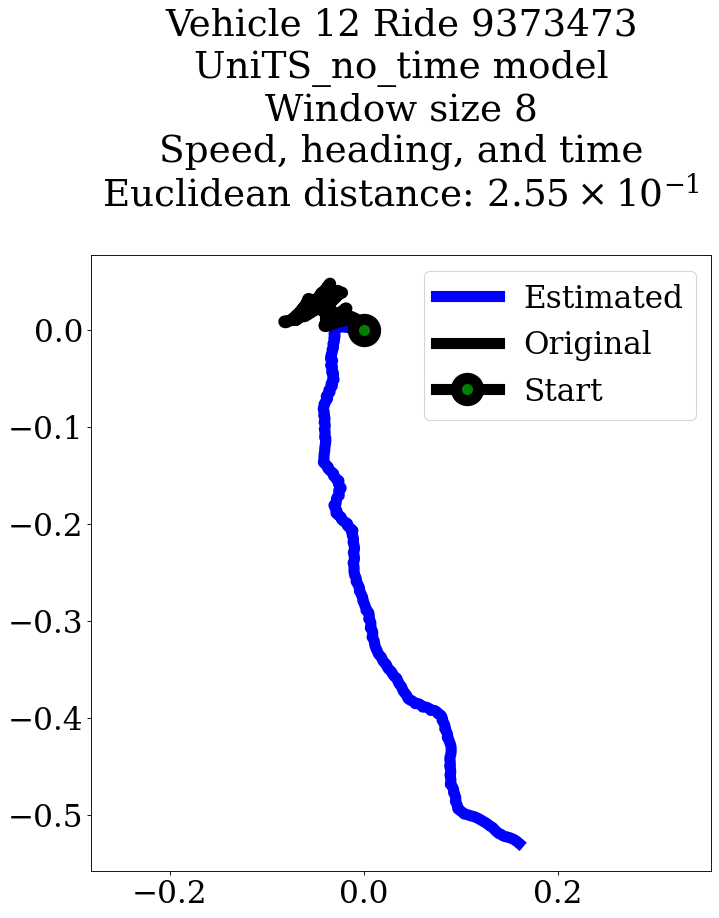 Vehicle 12 Ride 9373473
UniTS_no_time model
Window size 8
Speed, heading, and time
Euclidean distance: 2.55 × 10⁻¹
Estimated
Original
Start
0.0
−0.1
−0.2
−0.3
−0.4
−0.5
−0.2
0.0
0.2